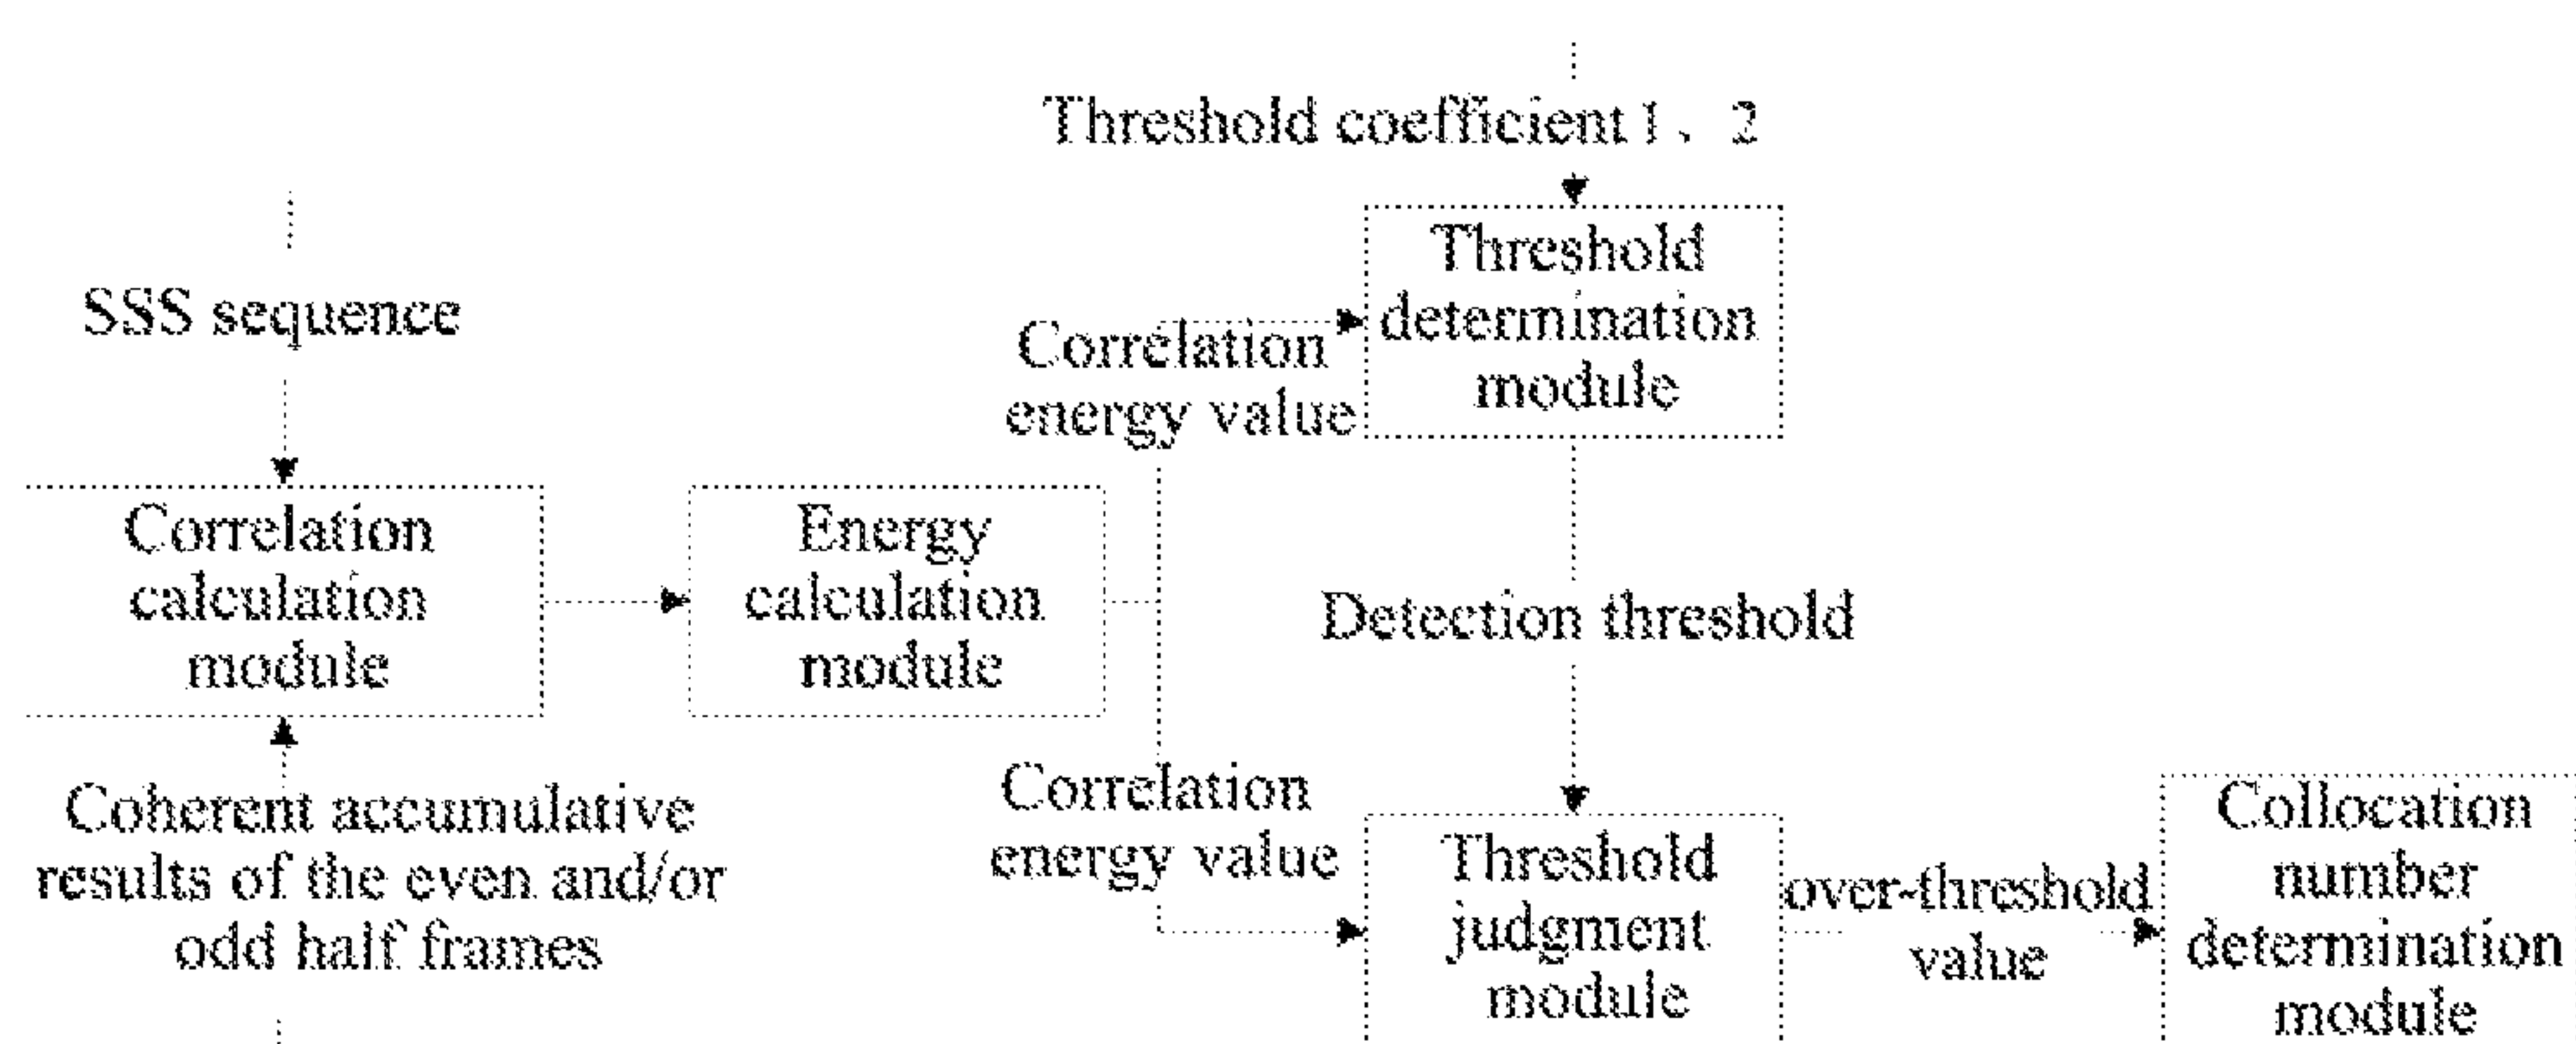 Threshold coefficient 1、2
Threshold
determination
module
SSS sequence
Correlation
energy value
Correlation
calculation
module
Energy
calculation
module
Detection threshold
Coherent accumulative
results of the even and/or
odd half frames
Correlation
energy value
Threshold
judgment
module
over-threshold
value
Collocation
number
determination
module